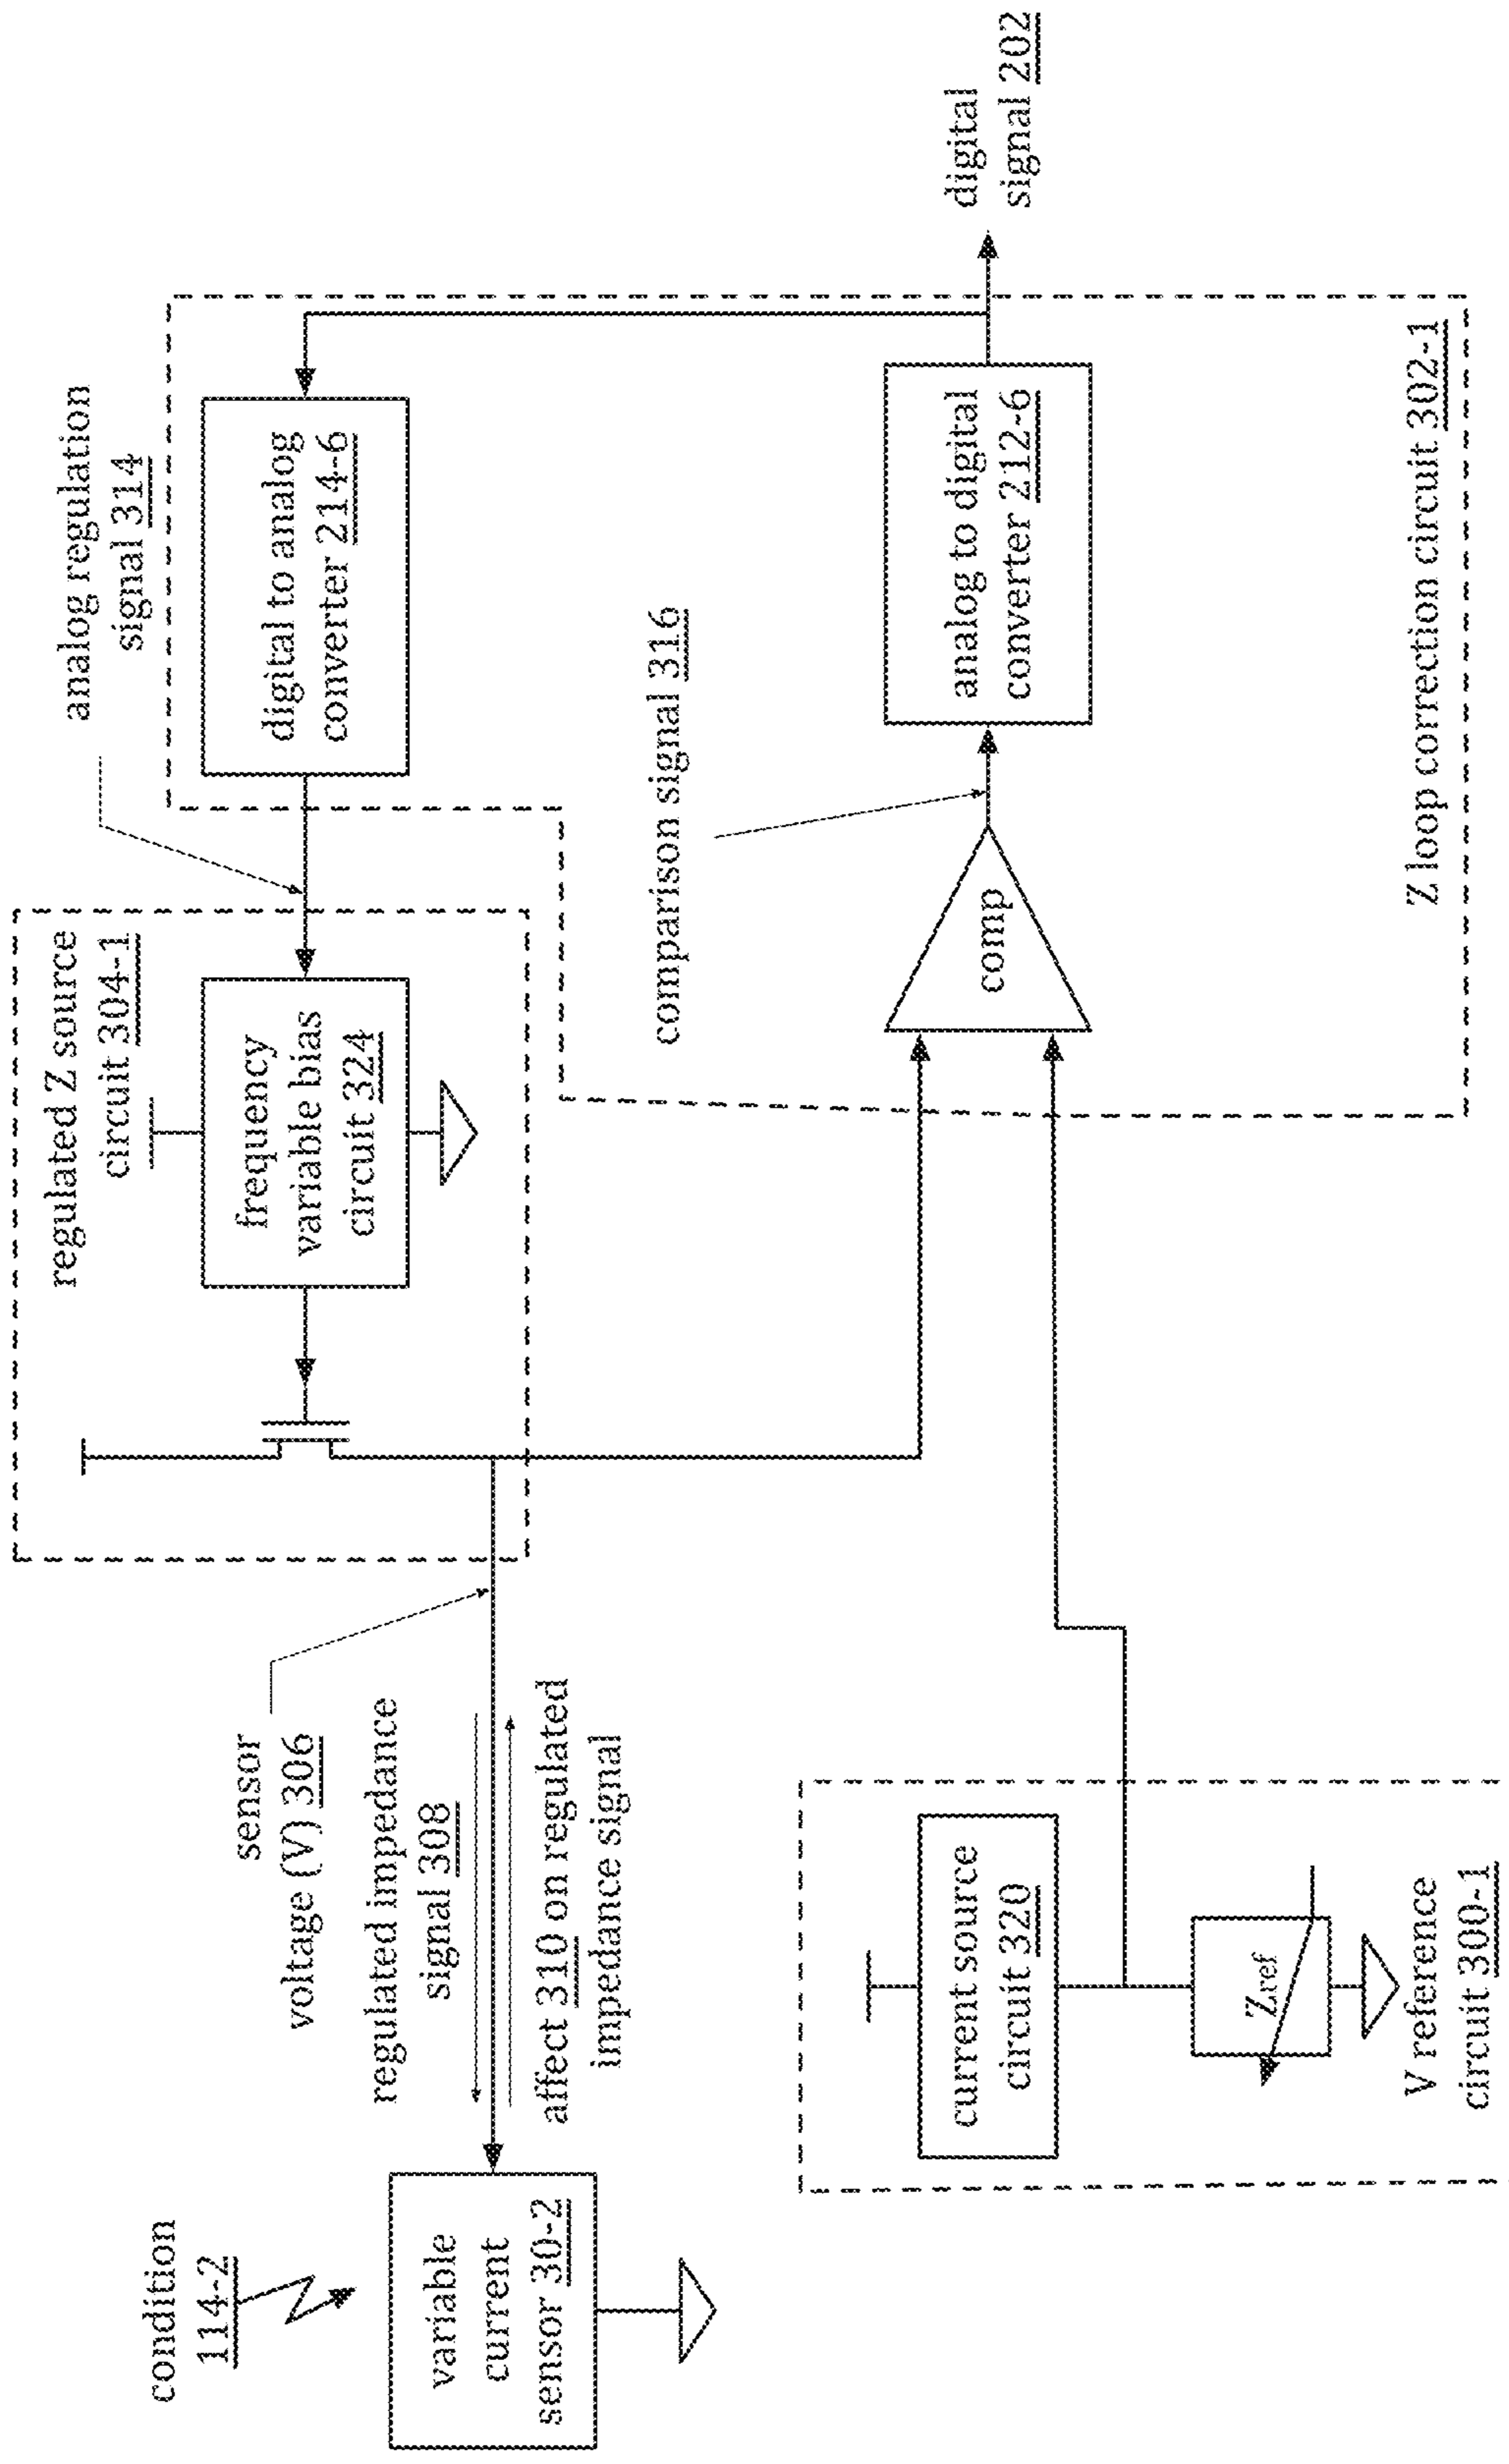 condition
114-2
variable
current
sensor 30-2
sensor
voltage (V) 306
regulated impedance
signal 308
affect 310 on regulated
impedance signal
regulated Z source
circuit 304-1
frequency
variable bias
circuit 324
analog regulation
signal 314
digital to analog
converter 214-6
comparison signal 316
comp
analog to digital
converter 212-6
digital
signal 202
Z loop correction circuit 302-1
current source
circuit 320
Zref
V reference
circuit 300-1